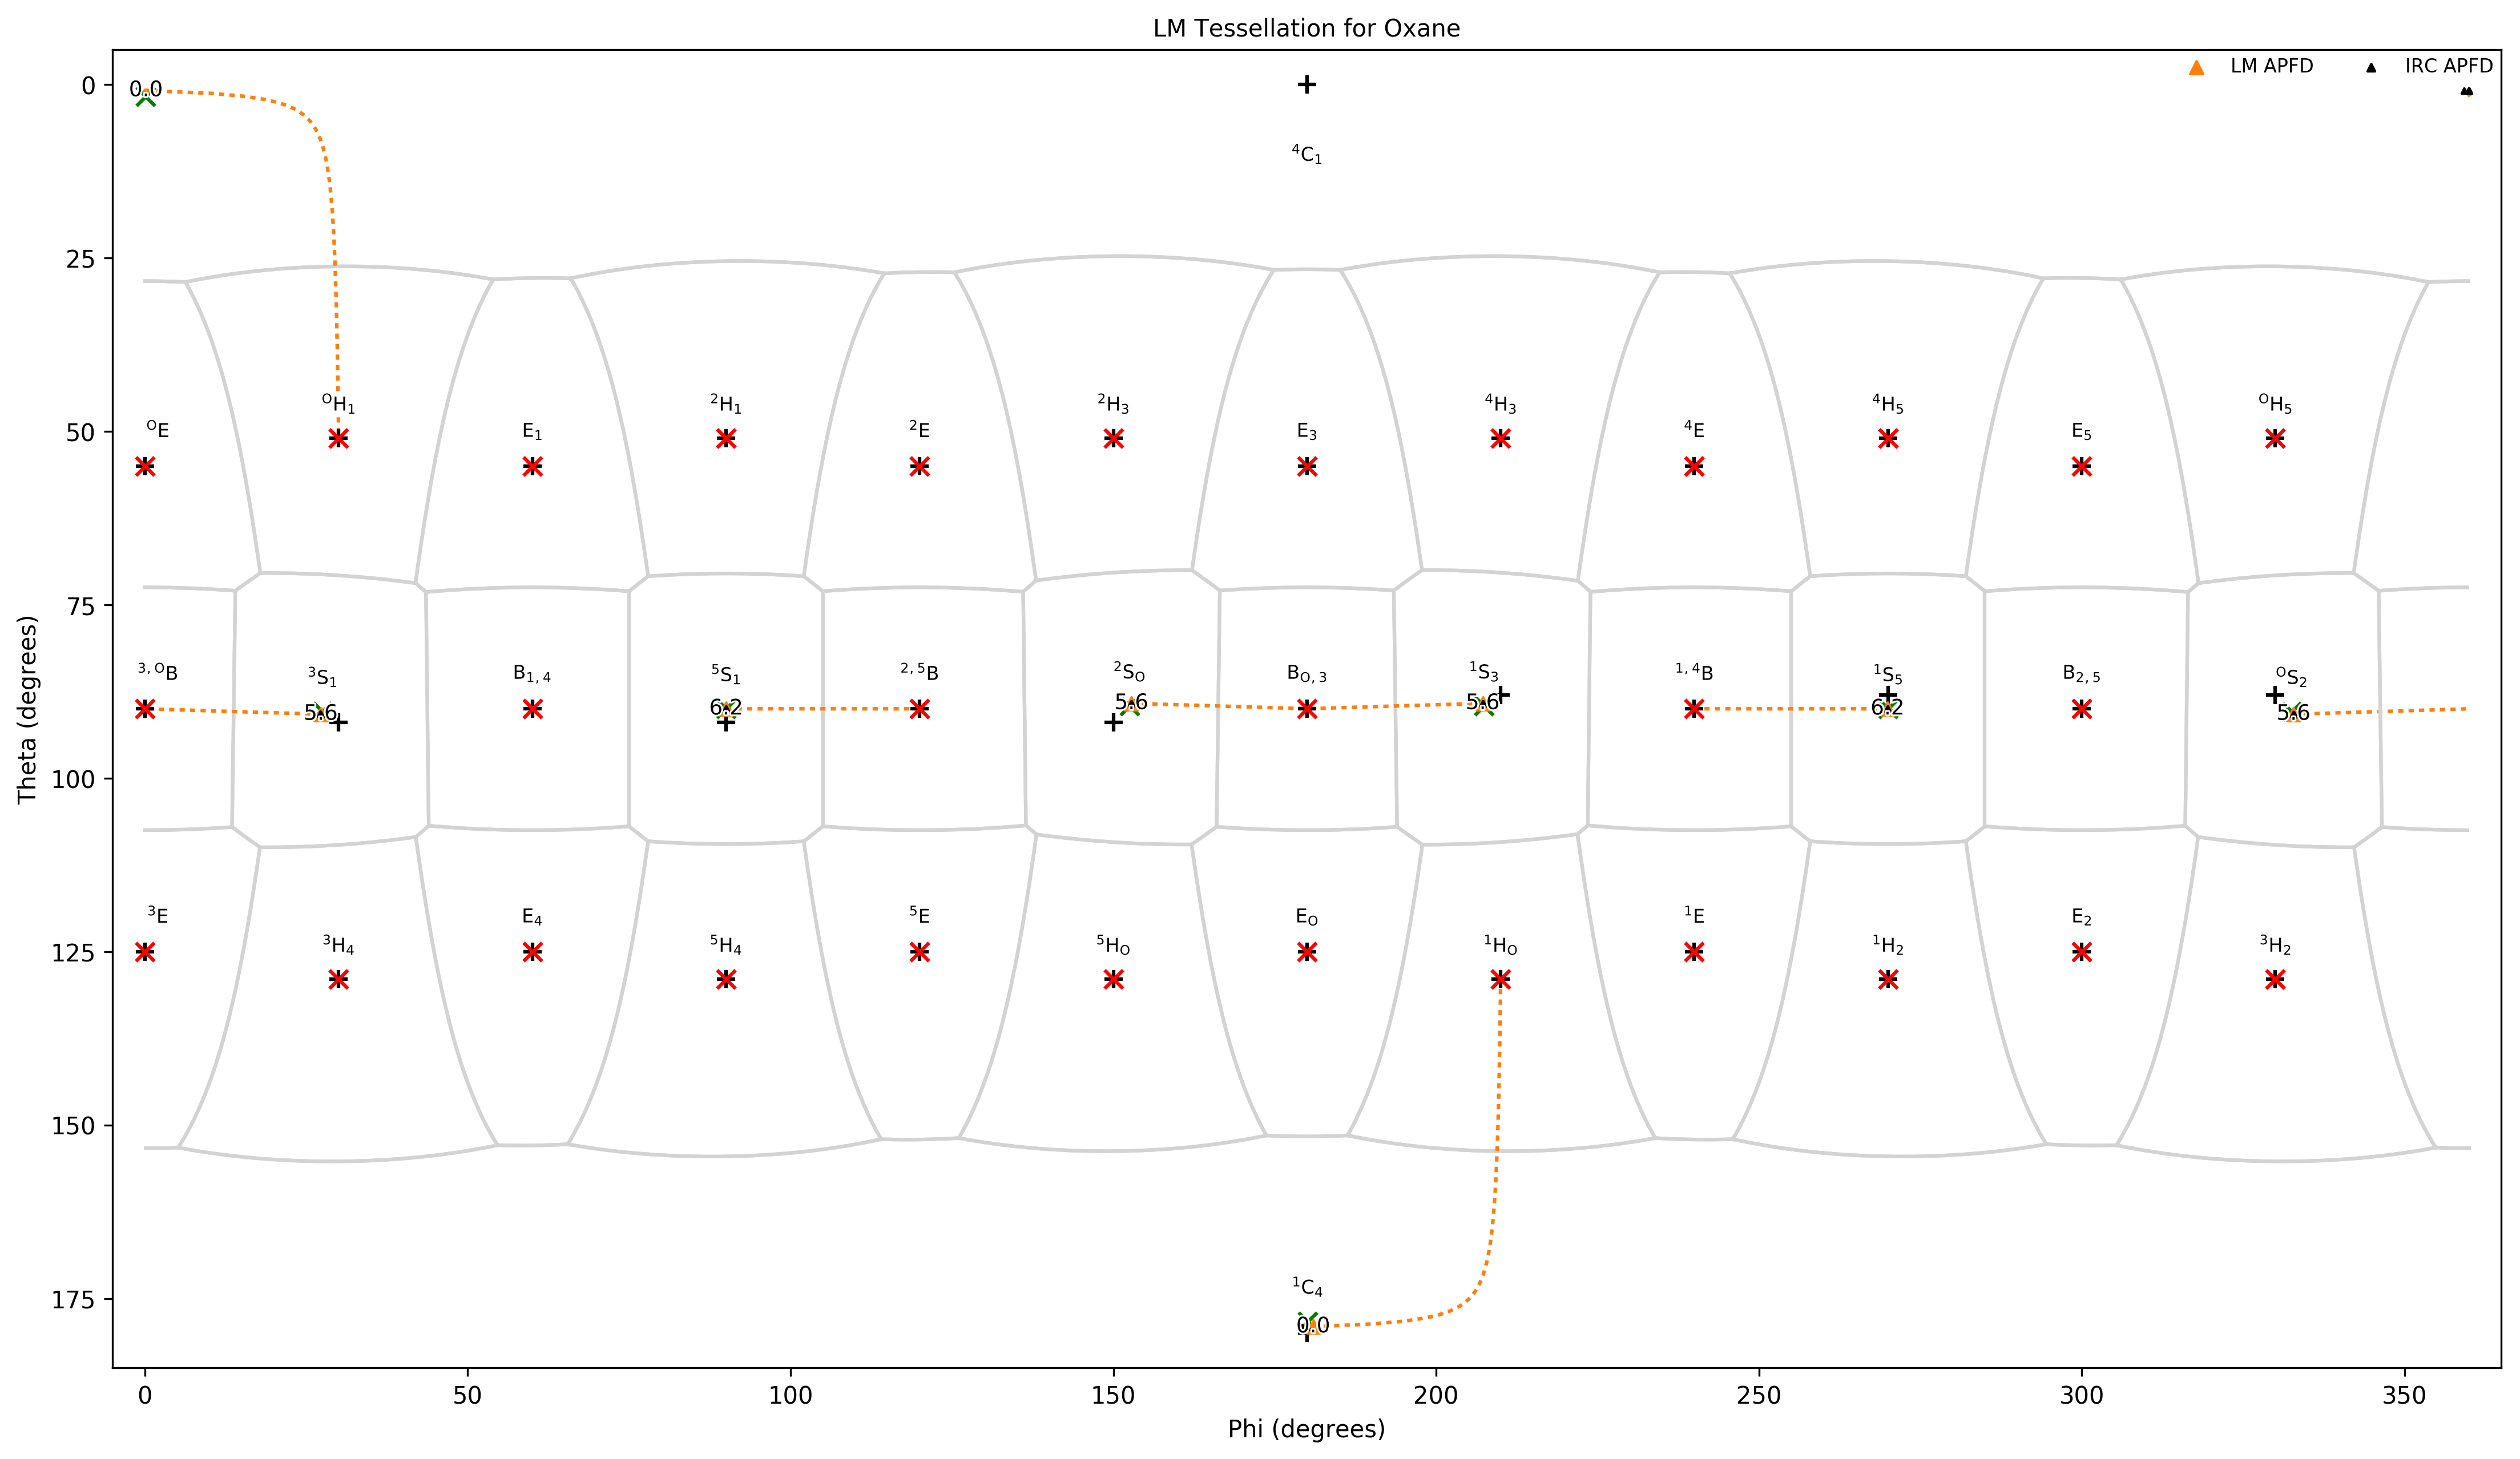 LM Tessellation for Oxane
LM APFD
IRC APFD
0.0
⁴C₁
ᴼH₁
²H₁
²H₃
⁴H₃
⁴H₅
ᴼH₅
ᴼE
E₁
²E
E₃
⁴E
E₅
³,ᴼB
³S₁
B₁,₄
⁵S₁
²,⁵B
²Sₒ
Bₒ,₃
¹S₃
¹,⁴B
¹S₅
B₂,₅
ᴼS₂
5.6
6.2
5.6
5.6
6.2
5.6
³E
E₄
⁵E
Eₒ
¹E
E₂
³H₄
⁵H₄
⁵Hₒ
¹Hₒ
¹H₂
³H₂
¹C₄
0.0
0
25
50
75
100
125
150
175
Theta (degrees)
0
50
100
150
200
250
300
350
Phi (degrees)